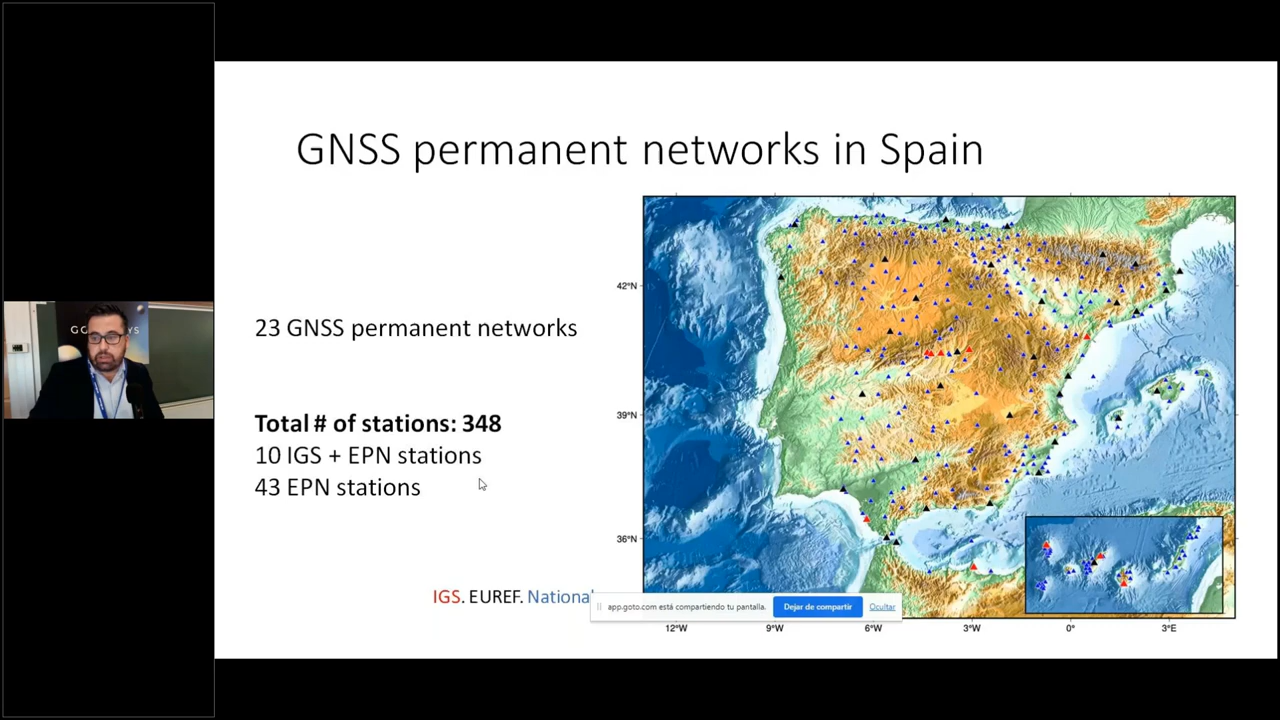 GNSS permanent networks in Spain
23 GNSS permanent networks
Total # of stations: 348
10 IGS + EPN stations
43 EPN stations
IGS. EUREF. National
42°N
39°N
36°N
12°W 9°W 6°W 3°W 0° 3°E
app.goto.com está compartiendo tu pantalla. Dejar de compartir Ocultar